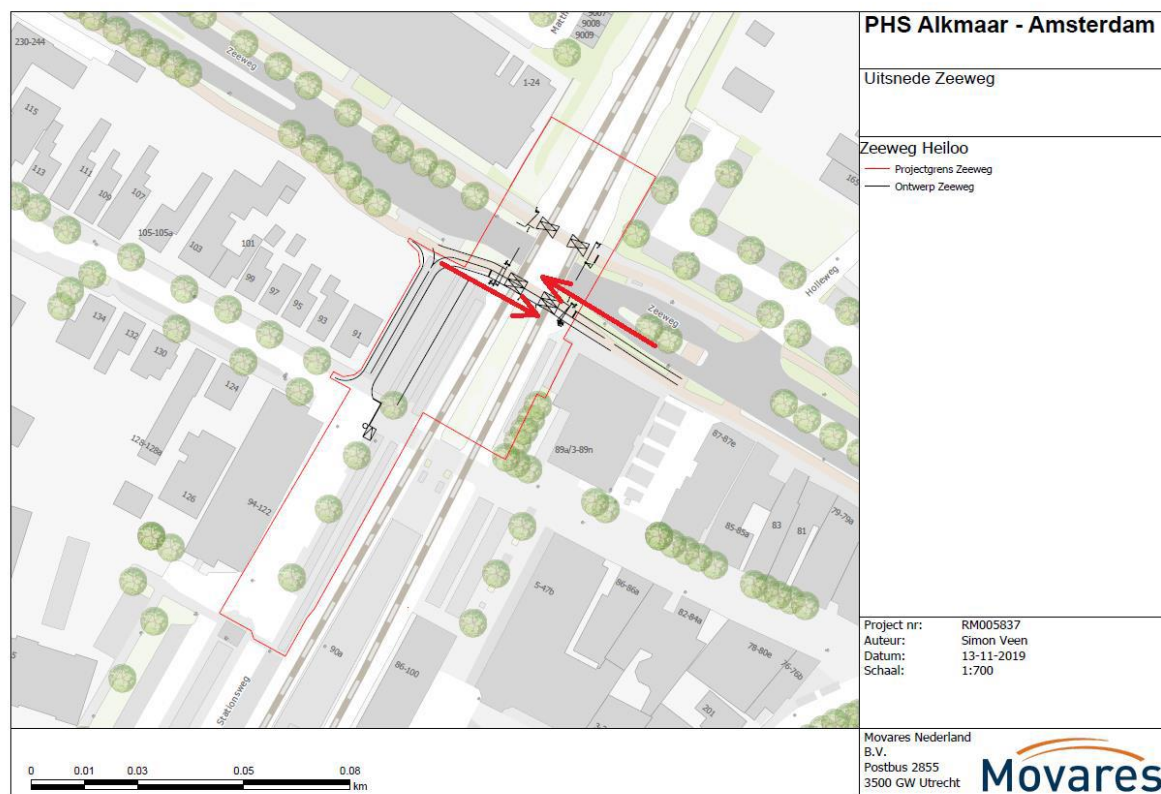 PHS Alkmaar - Amsterdam
Uitsnede Zeeweg
Zeeweg Heiloo
Projectgrens Zeeweg
Ontwerp Zeeweg
230-244
Zeeweg
1-24
9008
9009
115
113
111
109
107
105-105a
103
101
99
97
95
93
91
134
132
130
124
128-128a
126
94-122
Holleweg
Zeeweg
89a/3-89n
87-87e
85-85a
83
81
79-79a
5-47b
86-86a
82-84a
78-80e
76-76b
201
90a
86-100
Stationsweg
Project nr: RM005837
Auteur: Simon Veen
Datum: 13-11-2019
Schaal: 1:700
Movares Nederland
B.V.
Postbus 2855
3500 GW Utrecht
Movares
0 0.01 0.03 0.05 0.08
km